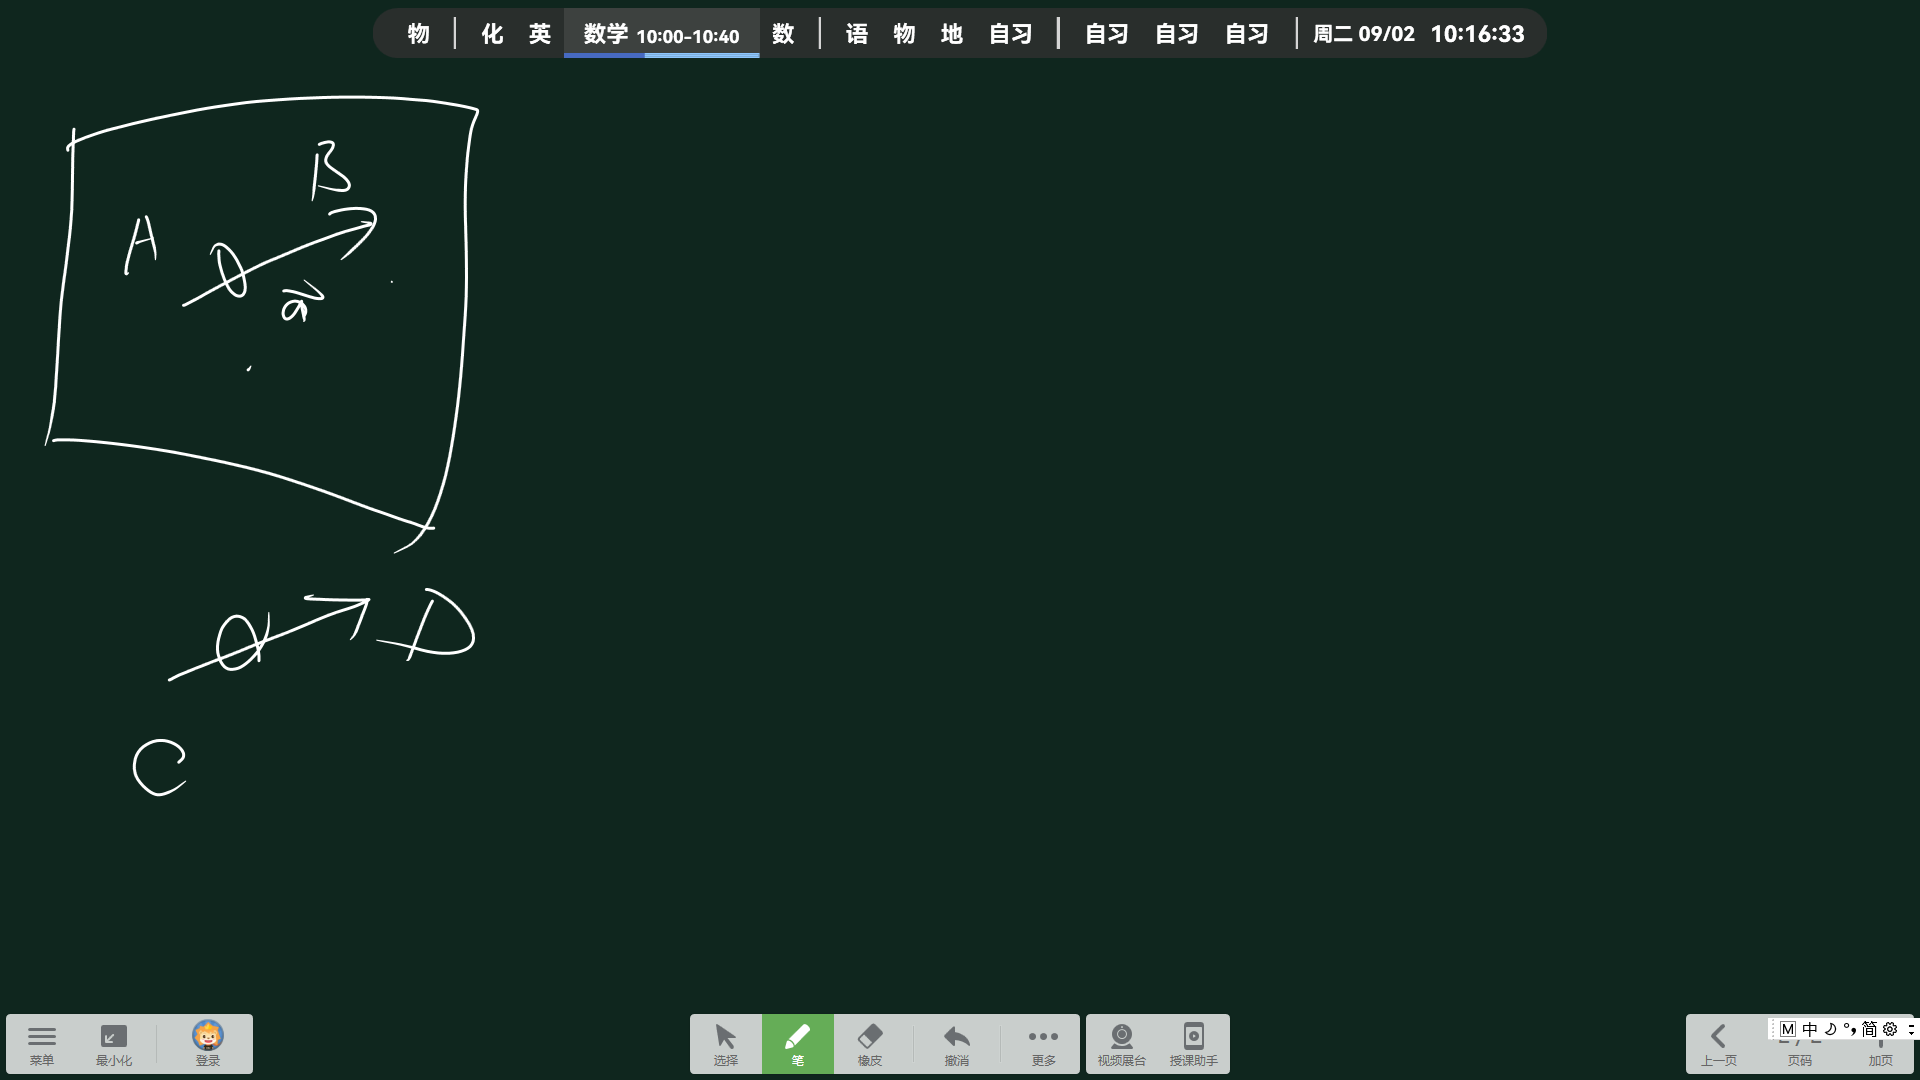 物 | 化 英 数学 10:00-10:40 数 | 语 物 地 自习 | 自习 自习 自习 | 周二 09/02 10:16:33
B
A
a
D
C
菜单 最小化 登录 选择 笔 橡皮 撤消 更多 视频展台 授课助手 上一页 页码 加页
M 中 简